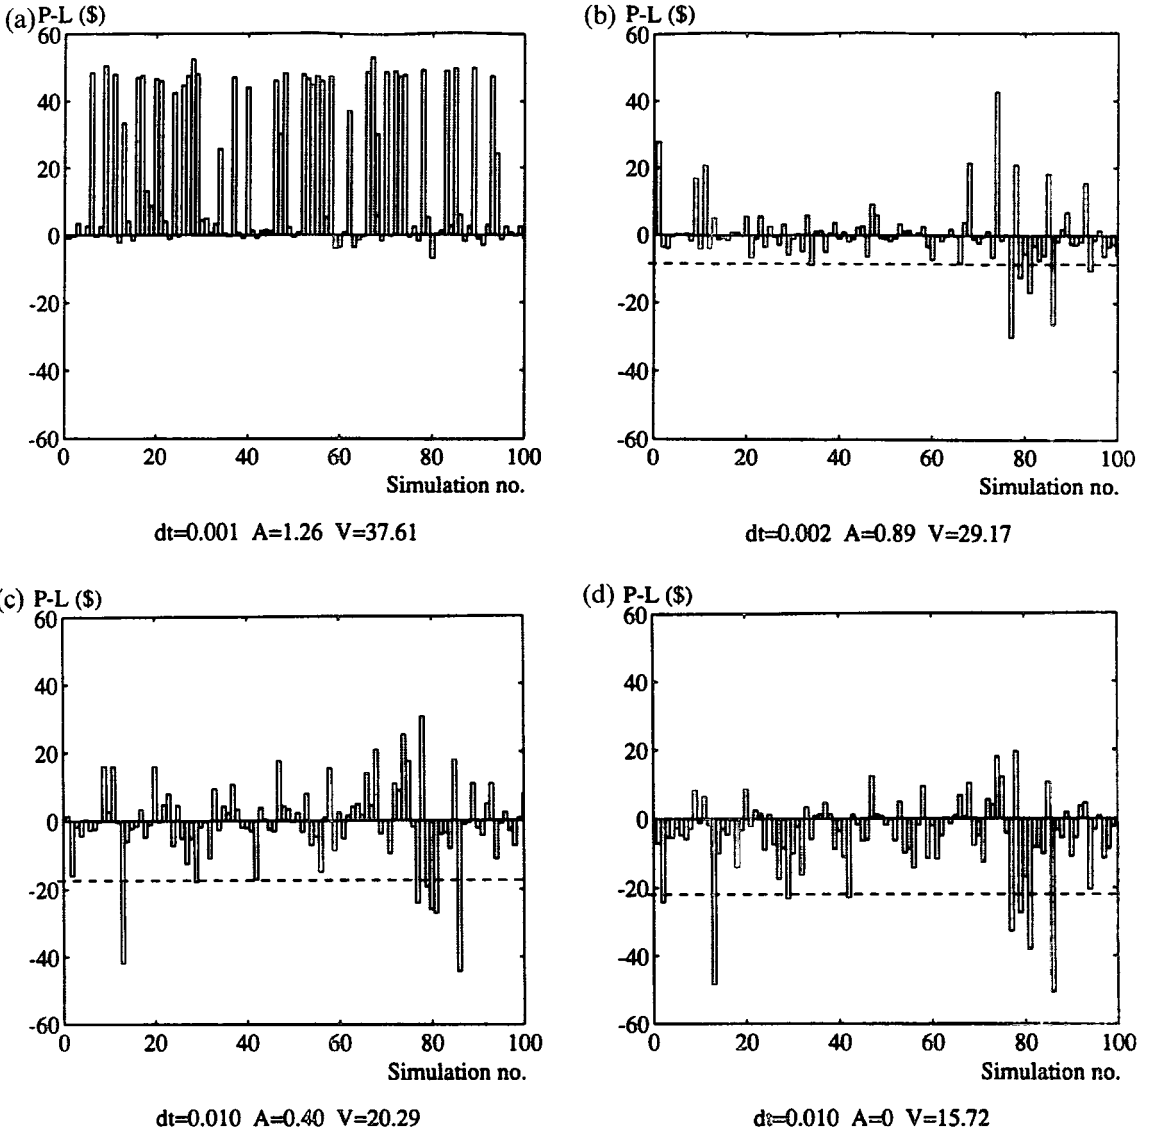 (a) P-L ($)
60
40
20
0
-20
-40
-60
0 20 40 60 80 100
Simulation no.
dt=0.001 A=1.26 V=37.61
(b) P-L ($)
60
40
20
0
-20
-40
-60
0 20 40 60 80 100
Simulation no.
dt=0.002 A=0.89 V=29.17
(c) P-L ($)
60
40
20
0
-20
-40
-60
0 20 40 60 80 100
Simulation no.
dt=0.010 A=0.40 V=20.29
(d) P-L ($)
60
40
20
0
-20
-40
-60
0 20 40 60 80 100
Simulation no.
dt=0.010 A=0 V=15.72